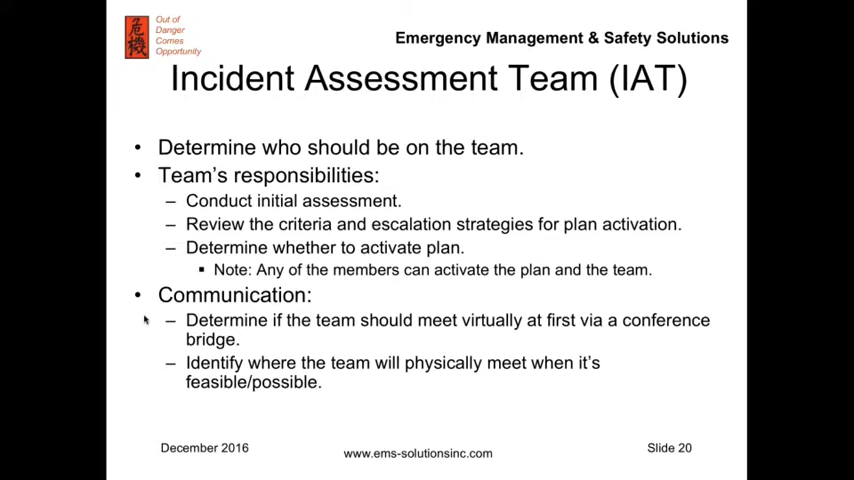 危
機
Out of
Danger
Comes
Opportunity
Emergency Management & Safety Solutions
Incident Assessment Team (IAT)
• Determine who should be on the team.
• Team's responsibilities:
– Conduct initial assessment.
– Review the criteria and escalation strategies for plan activation.
– Determine whether to activate plan.
▪ Note: Any of the members can activate the plan and the team.
• Communication:
– Determine if the team should meet virtually at first via a conference
bridge.
– Identify where the team will physically meet when it's
feasible/possible.
December 2016
www.ems-solutionsinc.com
Slide 20